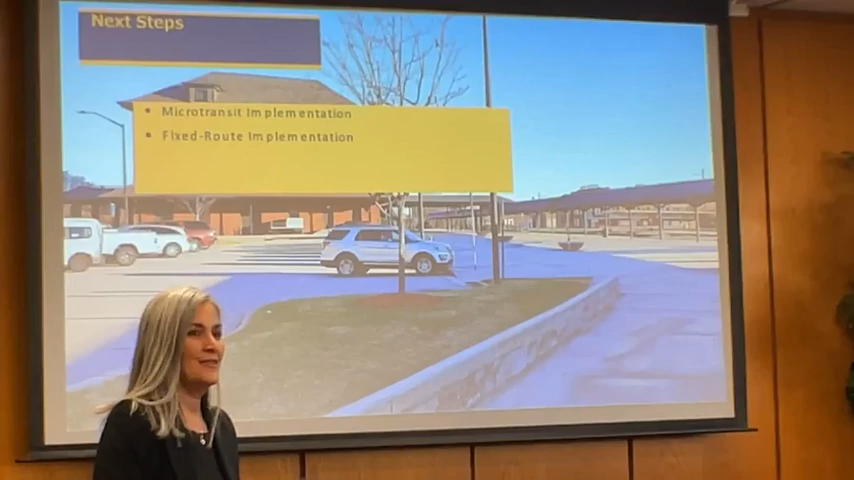 Next Steps
• Microtransit Implementation
• Fixed-Route Implementation